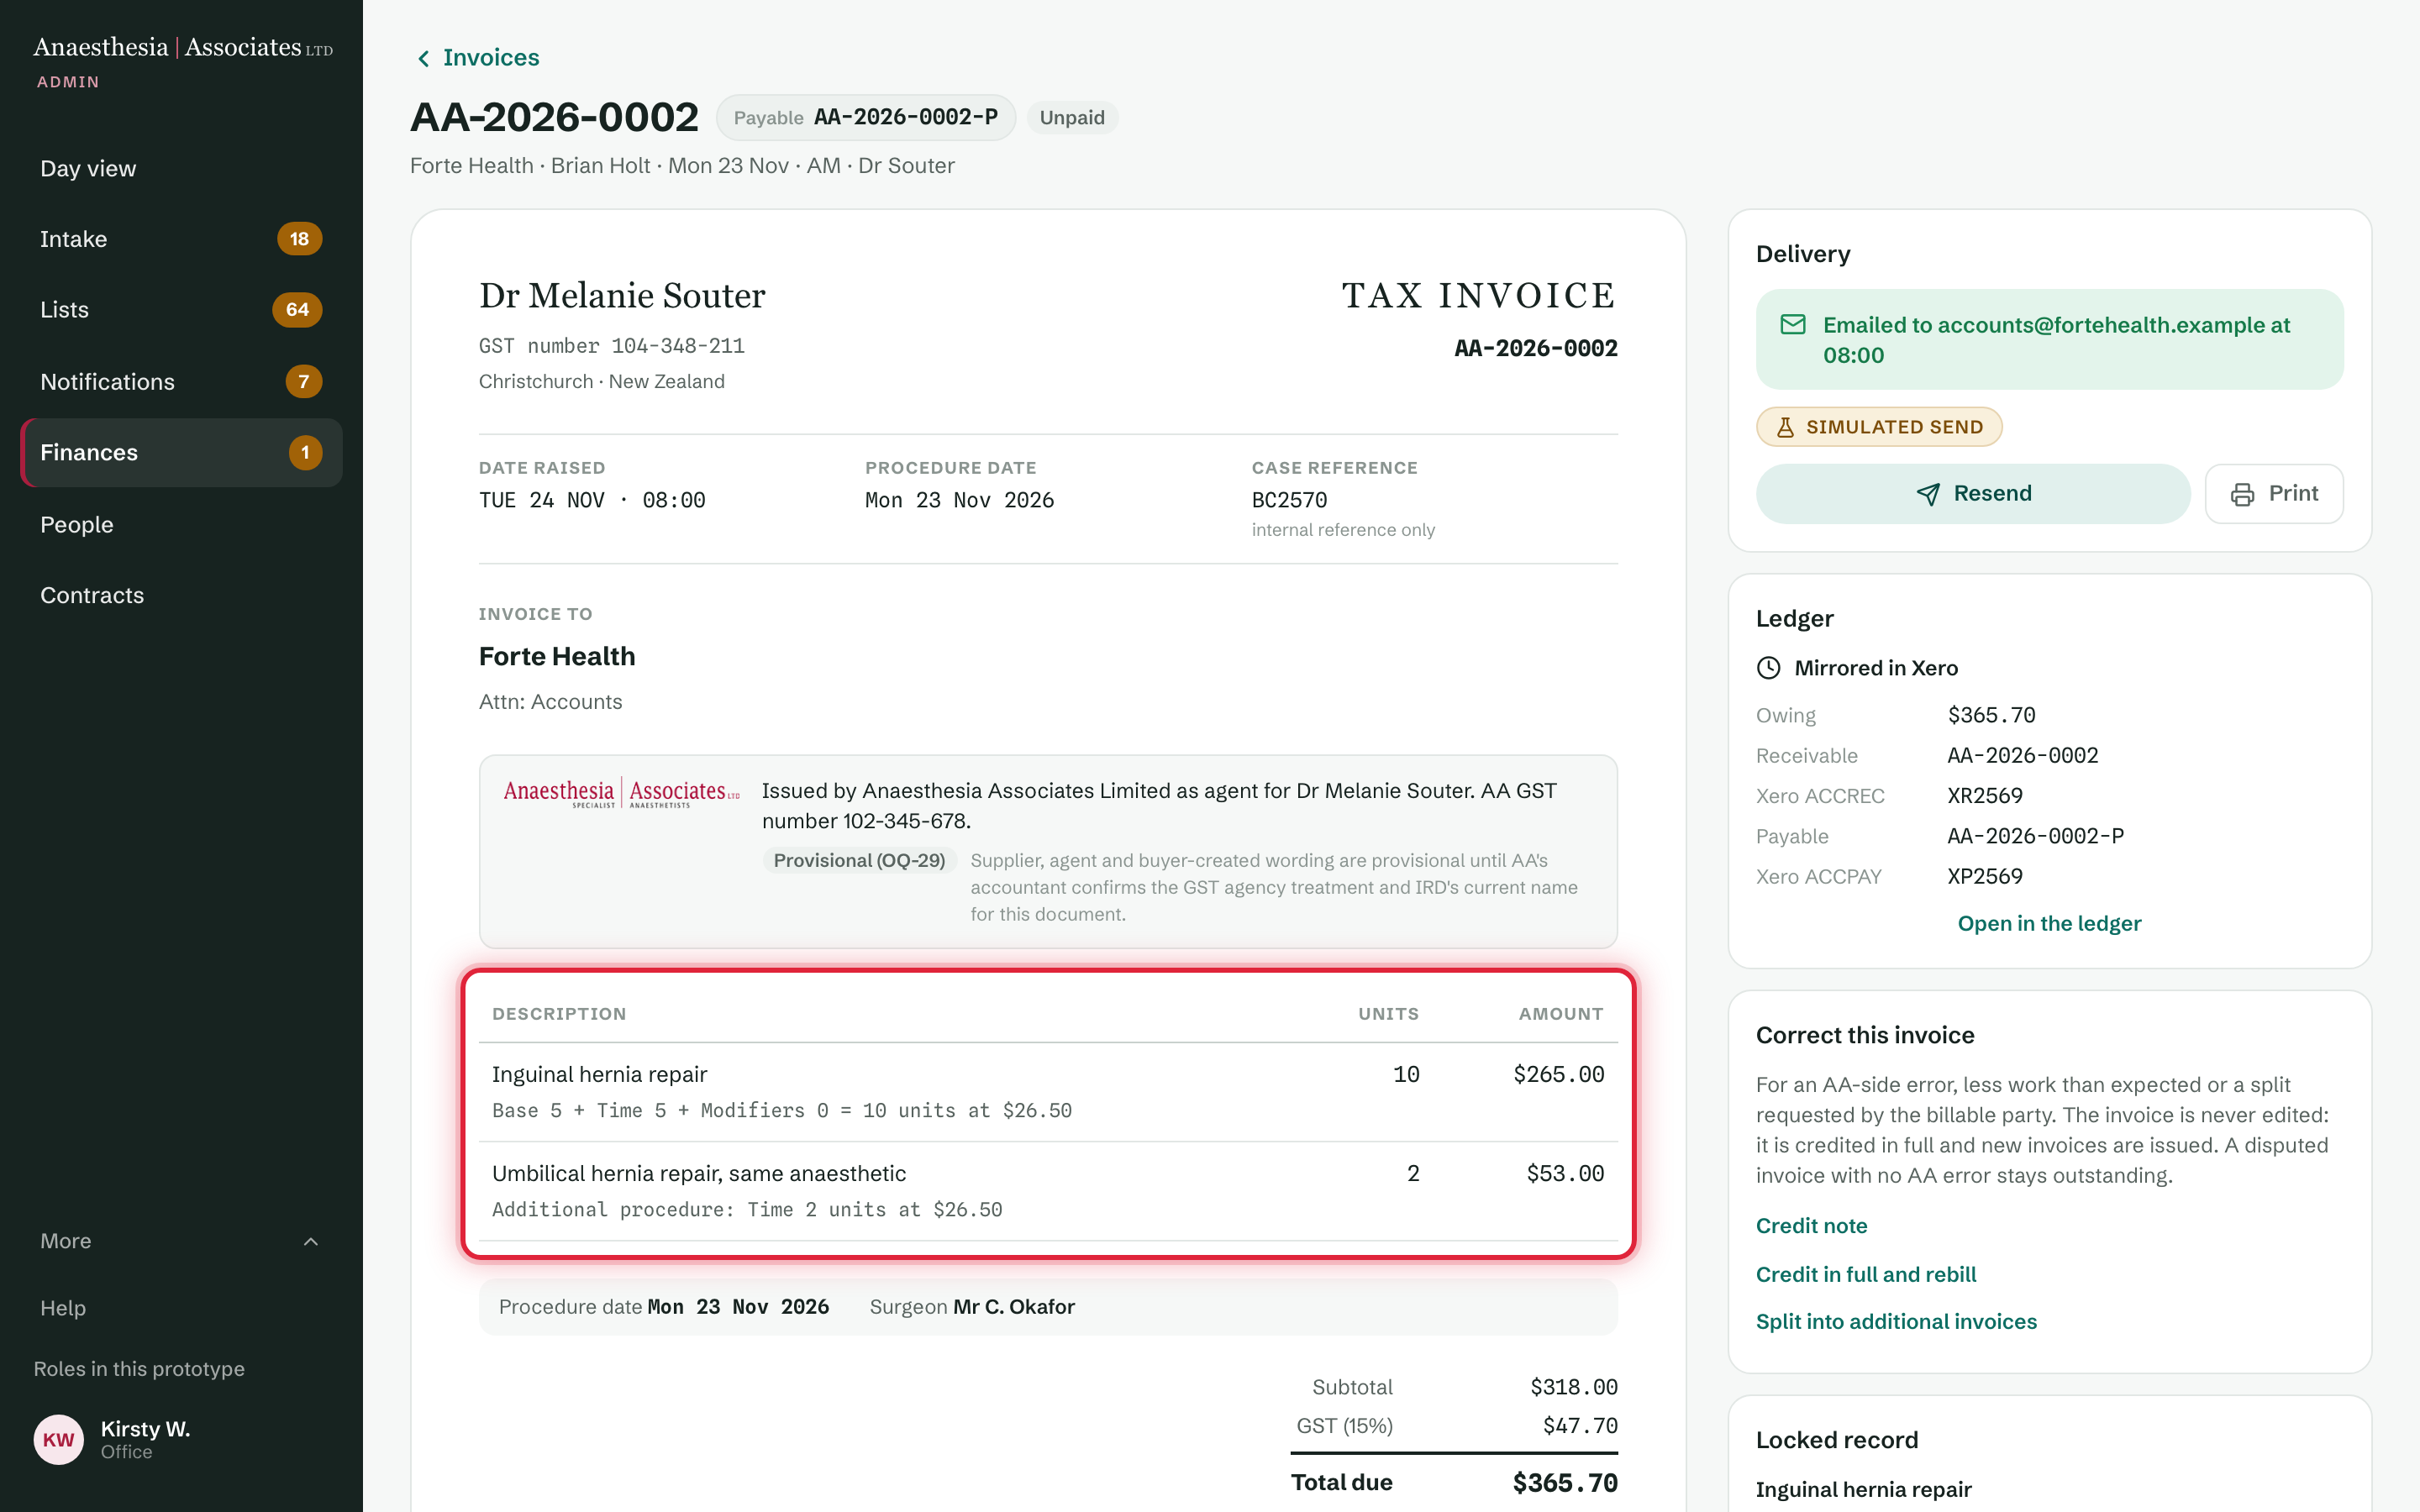 Anaesthesia | Associates LTD
ADMIN
Day view
Intake 18
Lists 64
Notifications 7
Finances 1
People
Contracts
More
Help
Roles in this prototype
KW
Kirsty W.
Office
Invoices
AA-2026-0002 Payable AA-2026-0002-P Unpaid
Forte Health · Brian Holt · Mon 23 Nov · AM · Dr Souter
Dr Melanie Souter
GST number 104-348-211
Christchurch · New Zealand
TAX INVOICE
AA-2026-0002
DATE RAISED
TUE 24 NOV · 08:00
PROCEDURE DATE
Mon 23 Nov 2026
CASE REFERENCE
BC2570
internal reference only
INVOICE TO
Forte Health
Attn: Accounts
Anaesthesia | Associates LTD
SPECIALIST ANAESTHETISTS
Issued by Anaesthesia Associates Limited as agent for Dr Melanie Souter. AA GST
number 102-345-678.
Provisional (OQ-29)
Supplier, agent and buyer-created wording are provisional until AA's
accountant confirms the GST agency treatment and IRD's current name
for this document.
DESCRIPTION UNITS AMOUNT
Inguinal hernia repair 10 $265.00
Base 5 + Time 5 + Modifiers 0 = 10 units at $26.50
Umbilical hernia repair, same anaesthetic 2 $53.00
Additional procedure: Time 2 units at $26.50
Procedure date Mon 23 Nov 2026 Surgeon Mr C. Okafor
Subtotal $318.00
GST (15%) $47.70
Total due $365.70
Delivery
Emailed to accounts@fortehealth.example at
08:00
SIMULATED SEND
Resend
Print
Ledger
Mirrored in Xero
Owing $365.70
Receivable AA-2026-0002
Xero ACCREC XR2569
Payable AA-2026-0002-P
Xero ACCPAY XP2569
Open in the ledger
Correct this invoice
For an AA-side error, less work than expected or a split
requested by the billable party. The invoice is never edited:
it is credited in full and new invoices are issued. A disputed
invoice with no AA error stays outstanding.
Credit note
Credit in full and rebill
Split into additional invoices
Locked record
Inguinal hernia repair